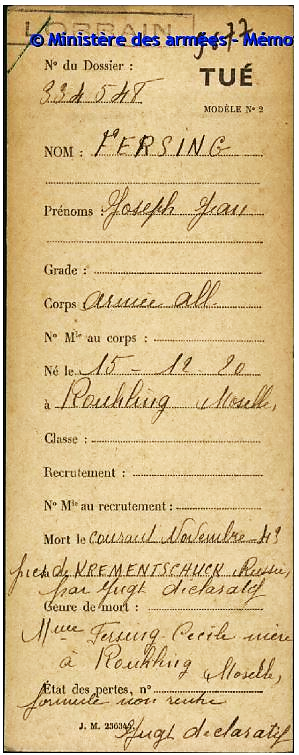 LORRAIN
© Ministère des armées - Mémo
N° du Dossier :
334 548
TUÉ
MODÈLE N° 2
NOM : FERSING
Prénoms : Joseph Jean
Grade :
Corps armée all.
N° Mle au corps :
Né le 15 - 12 20
à Rouhling Moselle,
Classe :
Recrutement :
N° Mle au recrutement :
Mort le courant Novembre 43
près de KREMENTSCHUCK Russie,
par Jugt déclaratif
Genre de mort :
Mme Fersing Cécile mère
à Rouhling Moselle,
État des pertes, n°
formule non rentrée
J. M. 236345.
Jugt déclaratif